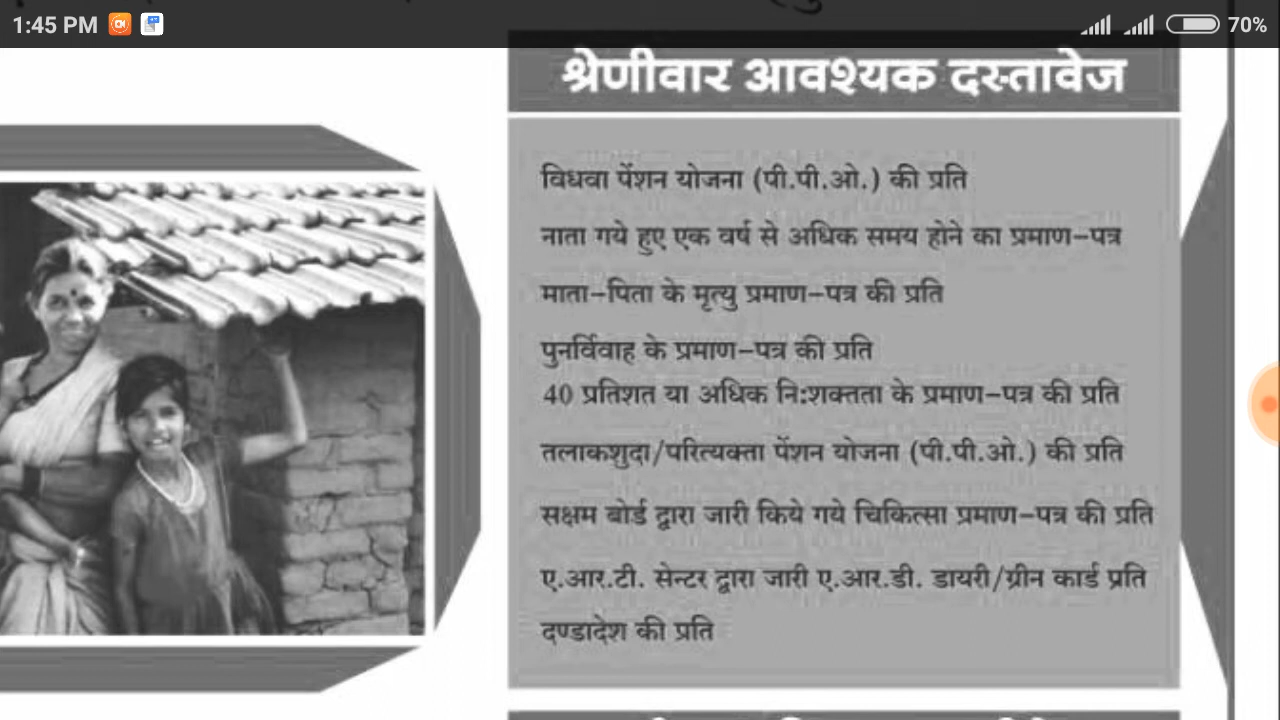 1:45 PM
70%
श्रेणीवार आवश्यक दस्तावेज
विधवा पेंशन योजना (पी.पी.ओ.) की प्रति
नाता गये हुए एक वर्ष से अधिक समय होने का प्रमाण-पत्र
माता-पिता के मृत्यु प्रमाण-पत्र की प्रति
पुनर्विवाह के प्रमाण-पत्र की प्रति
40 प्रतिशत या अधिक नि:शक्तता के प्रमाण-पत्र की प्रति
तलाकशुदा/परित्यक्ता पेंशन योजना (पी.पी.ओ.) की प्रति
सक्षम बोर्ड द्वारा जारी किये गये चिकित्सा प्रमाण-पत्र की प्रति
ए.आर.टी. सेन्टर द्वारा जारी ए.आर.डी. डायरी/ग्रीन कार्ड प्रति
दण्डादेश की प्रति